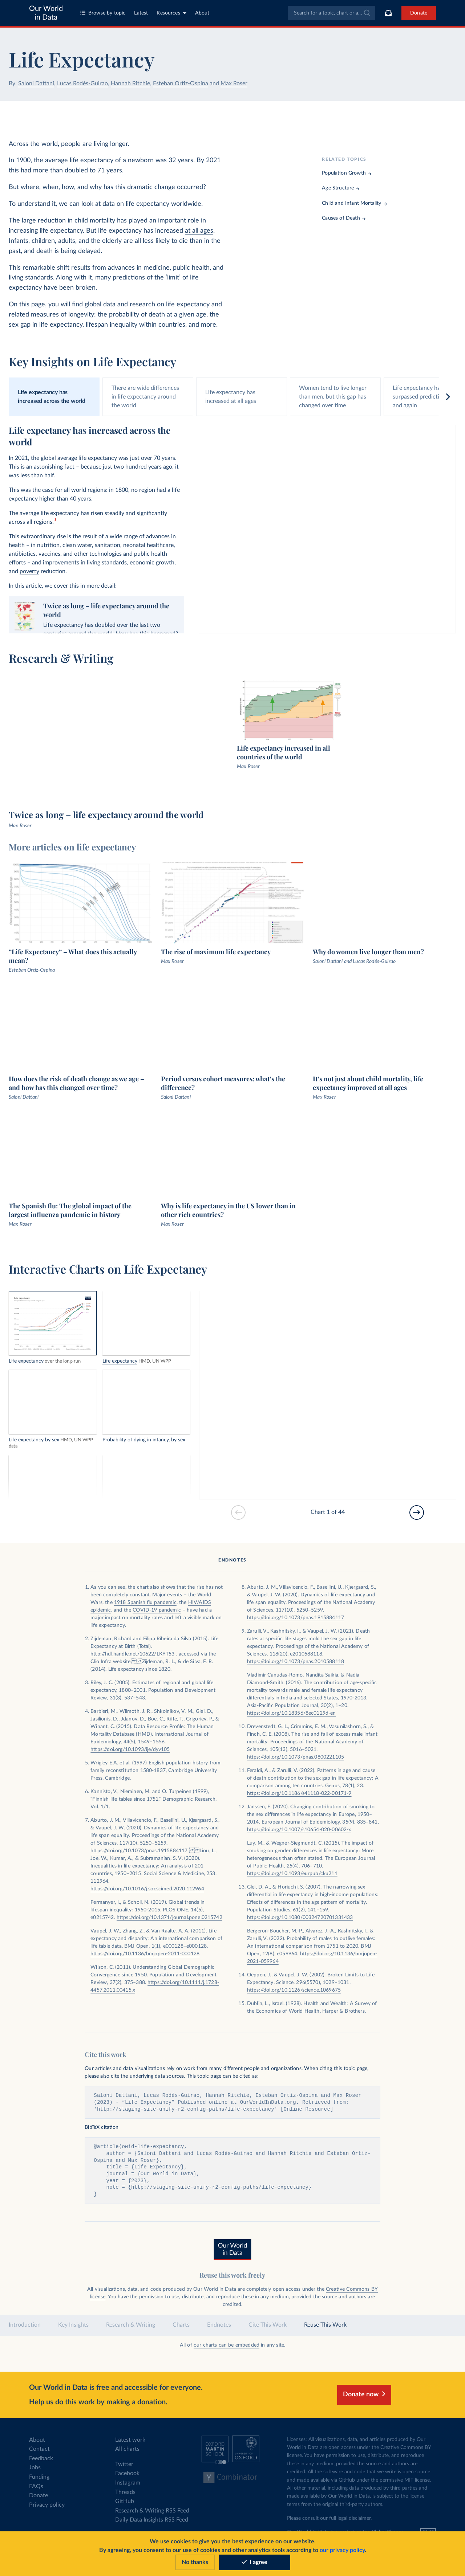 Our World
in Data
Browse by topic
Latest
Resources
About
Search for a topic, chart or a...
Donate
Life Expectancy
By: Saloni Dattani, Lucas Rodés-Guirao, Hannah Ritchie, Esteban Ortiz-Ospina and Max Roser
Across the world, people are living longer.
In 1900, the average life expectancy of a newborn was 32 years. By 2021
this had more than doubled to 71 years.
But where, when, how, and why has this dramatic change occurred?
To understand it, we can look at data on life expectancy worldwide.
The large reduction in child mortality has played an important role in
increasing life expectancy. But life expectancy has increased at all ages.
Infants, children, adults, and the elderly are all less likely to die than in the
past, and death is being delayed.
This remarkable shift results from advances in medicine, public health, and
living standards. Along with it, many predictions of the 'limit' of life
expectancy have been broken.
On this page, you will find global data and research on life expectancy and
related measures of longevity: the probability of death at a given age, the
sex gap in life expectancy, lifespan inequality within countries, and more.
RELATED TOPICS
Population Growth →
Age Structure →
Child and Infant Mortality →
Causes of Death →
Key Insights on Life Expectancy
Life expectancy has
increased across the world
There are wide differences
in life expectancy around
the world
Life expectancy has
increased at all ages
Women tend to live longer
than men, but this gap has
changed over time
Life expectancy ha
surpassed predicti
and again
Life expectancy has increased across the
world
In 2021, the global average life expectancy was just over 70 years.
This is an astonishing fact – because just two hundred years ago, it
was less than half.
This was the case for all world regions: in 1800, no region had a life
expectancy higher than 40 years.
The average life expectancy has risen steadily and significantly
across all regions.1
This extraordinary rise is the result of a wide range of advances in
health – in nutrition, clean water, sanitation, neonatal healthcare,
antibiotics, vaccines, and other technologies and public health
efforts – and improvements in living standards, economic growth,
and poverty reduction.
In this article, we cover this in more detail:
Twice as long – life expectancy around the
world
Life expectancy has doubled over the last two
centuries around the world. How has this happened?
Research & Writing
Life expectancy increased in all
countries of the world
Max Roser
Twice as long – life expectancy around the world
Max Roser
More articles on life expectancy
"Life Expectancy" – What does this actually
mean?
Esteban Ortiz-Ospina
The rise of maximum life expectancy
Max Roser
Why do women live longer than men?
Saloni Dattani and Lucas Rodés-Guirao
How does the risk of death change as we age –
and how has this changed over time?
Saloni Dattani
Period versus cohort measures: what's the
difference?
Saloni Dattani
It's not just about child mortality, life
expectancy improved at all ages
Max Roser
The Spanish flu: The global impact of the
largest influenza pandemic in history
Max Roser
Why is life expectancy in the US lower than in
other rich countries?
Max Roser
Interactive Charts on Life Expectancy
Life expectancy over the long-run
Life expectancy HMD, UN WPP
Life expectancy by sex HMD, UN WPP
data
Probability of dying in infancy, by sex
Chart 1 of 44
ENDNOTES
1. As you can see, the chart also shows that the rise has not
been completely constant. Major events – the World
Wars, the 1918 Spanish flu pandemic, the HIV/AIDS
epidemic, and the COVID-19 pandemic – have had a
major impact on mortality rates and left a visible mark on
life expectancy.
2. Zijdeman, Richard and Filipa Ribeira da Silva (2015). Life
Expectancy at Birth (Total).
http://hdl.handle.net/10622/LKYT53 , accessed via the
Clio Infra website. Zijdeman, R. L., & de Silva, F. R.
(2014). Life expectancy since 1820.
3. Riley, J. C. (2005). Estimates of regional and global life
expectancy, 1800–2001. Population and Development
Review, 31(3), 537–543.
4. Barbieri, M., Wilmoth, J. R., Shkolnikov, V. M., Glei, D.,
Jasilionis, D., Jdanov, D., Boe, C., Riffe, T., Grigoriev, P., &
Winant, C. (2015). Data Resource Profile: The Human
Mortality Database (HMD). International Journal of
Epidemiology, 44(5), 1549–1556.
https://doi.org/10.1093/ije/dyv105
5. Wrigley E.A. et al. (1997) English population history from
family reconstitution 1580-1837. Cambridge University
Press, Cambridge.
6. Kannisto, V., Nieminen, M. and O. Turpeinen (1999).
"Finnish life tables since 1751." Demographic Research,
Vol. 1/1.
7. Aburto, J. M., Villavicencio, F., Basellini, U., Kjærgaard, S.,
& Vaupel, J. W. (2020). Dynamics of life expectancy and
life span equality. Proceedings of the National Academy
of Sciences, 117(10), 5250–5259.
https://doi.org/10.1073/pnas.1915884117 Liou, L.,
Joe, W., Kumar, A., & Subramanian, S. V. (2020).
Inequalities in life expectancy: An analysis of 201
countries, 1950–2015. Social Science & Medicine, 253,
112964.
https://doi.org/10.1016/j.socscimed.2020.112964
Permanyer, I., & Scholl, N. (2019). Global trends in
lifespan inequality: 1950-2015. PLOS ONE, 14(5),
e0215742. https://doi.org/10.1371/journal.pone.0215742
Vaupel, J. W., Zhang, Z., & Van Raalte, A. A. (2011). Life
expectancy and disparity: An international comparison of
life table data. BMJ Open, 1(1), e000128–e000128.
https://doi.org/10.1136/bmjopen-2011-000128
Wilson, C. (2011). Understanding Global Demographic
Convergence since 1950. Population and Development
Review, 37(2), 375–388. https://doi.org/10.1111/j.1728-
4457.2011.00415.x
8. Aburto, J. M., Villavicencio, F., Basellini, U., Kjærgaard, S.,
& Vaupel, J. W. (2020). Dynamics of life expectancy and
life span equality. Proceedings of the National Academy
of Sciences, 117(10), 5250–5259.
https://doi.org/10.1073/pnas.1915884117
9. Zarulli, V., Kashnitsky, I., & Vaupel, J. W. (2021). Death
rates at specific life stages mold the sex gap in life
expectancy. Proceedings of the National Academy of
Sciences, 118(20), e2010588118.
https://doi.org/10.1073/pnas.2010588118
Vladimir Canudas-Romo, Nandita Saikia, & Nadia
Diamond-Smith. (2016). The contribution of age-specific
mortality towards male and female life expectancy
differentials in India and selected States, 1970-2013.
Asia-Pacific Population Journal, 30(2), 1–20.
https://doi.org/10.18356/8ec0129d-en
10. Drevenstedt, G. L., Crimmins, E. M., Vasunilashorn, S., &
Finch, C. E. (2008). The rise and fall of excess male infant
mortality. Proceedings of the National Academy of
Sciences, 105(13), 5016–5021.
https://doi.org/10.1073/pnas.0800221105
11. Feraldi, A., & Zarulli, V. (2022). Patterns in age and cause
of death contribution to the sex gap in life expectancy: A
comparison among ten countries. Genus, 78(1), 23.
https://doi.org/10.1186/s41118-022-00171-9
12. Janssen, F. (2020). Changing contribution of smoking to
the sex differences in life expectancy in Europe, 1950–
2014. European Journal of Epidemiology, 35(9), 835–841.
https://doi.org/10.1007/s10654-020-00602-x
Luy, M., & Wegner-Siegmundt, C. (2015). The impact of
smoking on gender differences in life expectancy: More
heterogeneous than often stated. The European Journal
of Public Health, 25(4), 706–710.
https://doi.org/10.1093/eurpub/cku211
13. Glei, D. A., & Horiuchi, S. (2007). The narrowing sex
differential in life expectancy in high-income populations:
Effects of differences in the age pattern of mortality.
Population Studies, 61(2), 141–159.
https://doi.org/10.1080/00324720701331433
Bergeron-Boucher, M.-P., Alvarez, J.-A., Kashnitsky, I., &
Zarulli, V. (2022). Probability of males to outlive females:
An international comparison from 1751 to 2020. BMJ
Open, 12(8), e059964. https://doi.org/10.1136/bmjopen-
2021-059964
14. Oeppen, J., & Vaupel, J. W. (2002). Broken Limits to Life
Expectancy. Science, 296(5570), 1029–1031.
https://doi.org/10.1126/science.1069675
15. Dublin, L., Israel. (1928). Health and Wealth: A Survey of
the Economics of World Health. Harper & Brothers.
Cite this work
Our articles and data visualizations rely on work from many different people and organizations. When citing this topic page,
please also cite the underlying data sources. This topic page can be cited as:
Saloni Dattani, Lucas Rodés-Guirao, Hannah Ritchie, Esteban Ortiz-Ospina and Max Roser
(2023) - "Life Expectancy" Published online at OurWorldInData.org. Retrieved from:
'http://staging-site-unify-r2-config-paths/life-expectancy' [Online Resource]
BibTeX citation
@article{owid-life-expectancy,
author = {Saloni Dattani and Lucas Rodés-Guirao and Hannah Ritchie and Esteban Ortiz-
Ospina and Max Roser},
title = {Life Expectancy},
journal = {Our World in Data},
year = {2023},
note = {http://staging-site-unify-r2-config-paths/life-expectancy}
}
Our World
in Data
Reuse this work freely
All visualizations, data, and code produced by Our World in Data are completely open access under the Creative Commons BY
license. You have the permission to use, distribute, and reproduce these in any medium, provided the source and authors are
credited.
Introduction
Key Insights
Research & Writing
Charts
Endnotes
Cite This Work
Reuse This Work
All of our charts can be embedded in any site.
Our World in Data is free and accessible for everyone.
Help us do this work by making a donation.
Donate now
About
Contact
Feedback
Jobs
Funding
FAQs
Donate
Privacy policy
Latest work
All charts
Twitter
Facebook
Instagram
Threads
GitHub
Research & Writing RSS Feed
Daily Data Insights RSS Feed
OXFORD
MARTIN
SCHOOL
UNIVERSITY OF
OXFORD
Y Combinator
Licenses: All visualizations, data, and articles produced by Our
World in Data are open access under the Creative Commons BY
license. You have permission to use, distribute, and reproduce
these in any medium, provided the source and authors are
credited. All the software and code that we write is open source
and made available via GitHub under the permissive MIT license.
All other material, including data produced by third parties and
made available by Our World in Data, is subject to the license
terms from the original third-party authors.
Please consult our full legal disclaimer.
We use cookies to give you the best experience on our website.
By agreeing, you consent to our use of cookies and other analytics tools according to our privacy policy.
No thanks
I agree